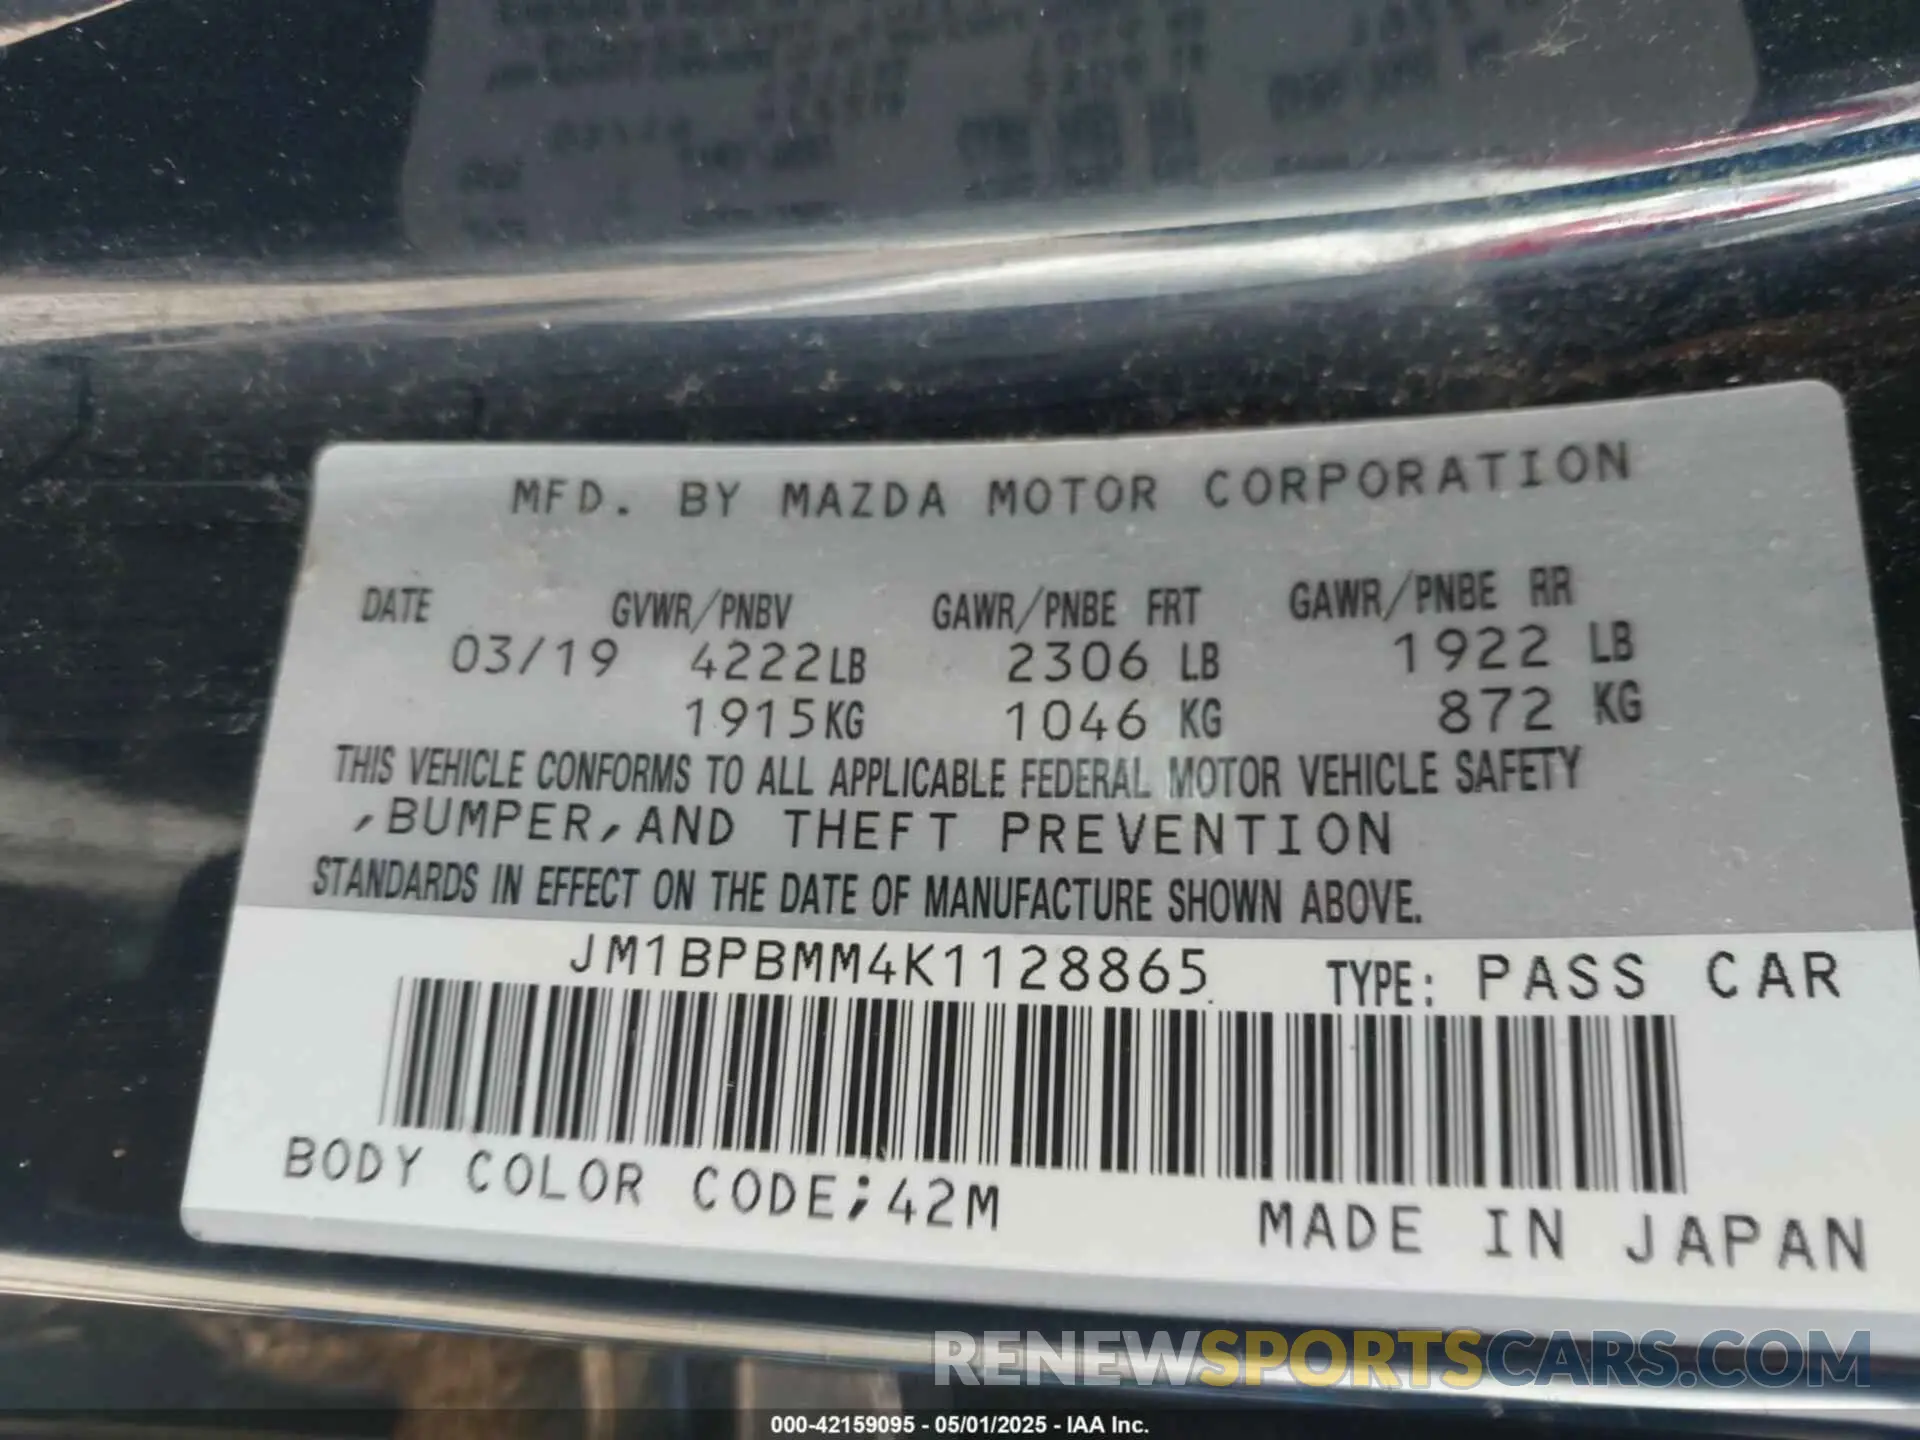 MFD. BY MAZDA MOTOR CORPORATION
DATE GVWR/PNBV GAWR/PNBE FRT GAWR/PNBE RR
03/19 4222LB 2306 LB 1922 LB
1915KG 1046 KG 872 KG
THIS VEHICLE CONFORMS TO ALL APPLICABLE FEDERAL MOTOR VEHICLE SAFETY
,BUMPER,AND THEFT PREVENTION
STANDARDS IN EFFECT ON THE DATE OF MANUFACTURE SHOWN ABOVE.
JM1BPBMM4K1128865 TYPE: PASS CAR
BODY COLOR CODE;42M
MADE IN JAPAN
RENEWSPORTSCARS.COM
000-42159095 - 05/01/2025 - IAA Inc.